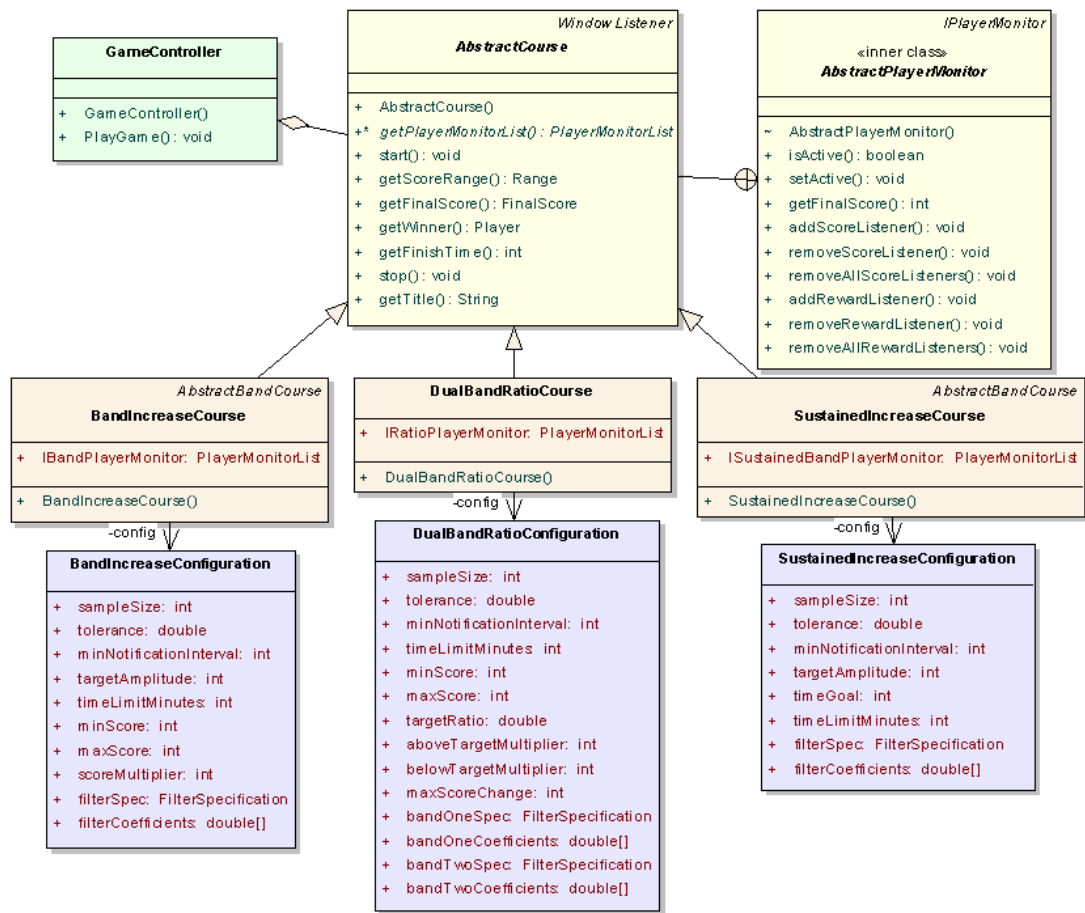 GameController
+ GameController()
+ PlayGame() : void
Window Listener
AbstractCourse
+ AbstractCourse()
+* getPlayerMonitorList() : PlayerMonitorList
+ start() : void
+ getScoreRange() : Range
+ getFinalScore() : FinalScore
+ getWinner() : Player
+ getFinishTime() : int
+ stop() : void
+ getTitle() : String
IPlayerMonitor
«inner class»
AbstractPlayerMonitor
~ AbstractPlayerMonitor()
+ isActive() : boolean
+ setActive() : void
+ getFinalScore() : int
+ addScoreListener() : void
+ removeScoreListener() : void
+ removeAllScoreListeners() : void
+ addRewardListener() : void
+ removeRewardListener() : void
+ removeAllRewardListeners() : void
AbstractBandCourse
BandIncreaseCourse
+ IBandPlayerMonitor: PlayerMonitorList
+ BandIncreaseCourse()
-config
DualBandRatioCourse
+ IRatioPlayerMonitor: PlayerMonitorList
+ DualBandRatioCourse()
-config
AbstractBandCourse
SustainedIncreaseCourse
+ ISustainedBandPlayerMonitor: PlayerMonitorList
+ SustainedIncreaseCourse()
-config
BandIncreaseConfiguration
+ sampleSize: int
+ tolerance: double
+ minNotificationInterval: int
+ targetAmplitude: int
+ timeLimitMinutes: int
+ minScore: int
+ maxScore: int
+ scoreMultiplier: int
+ filterSpec: FilterSpecification
+ filterCoefficients: double[]
DualBandRatioConfiguration
+ sampleSize: int
+ tolerance: double
+ minNotificationInterval: int
+ timeLimitMinutes: int
+ minScore: int
+ maxScore: int
+ targetRatio: double
+ aboveTargetMultiplier: int
+ belowTargetMultiplier: int
+ maxScoreChange: int
+ bandOneSpec: FilterSpecification
+ bandOneCoefficients: double[]
+ bandTwoSpec: FilterSpecification
+ bandTwoCoefficients: double[]
SustainedIncreaseConfiguration
+ sampleSize: int
+ tolerance: double
+ minNotificationInterval: int
+ targetAmplitude: int
+ timeGoal: int
+ timeLimitMinutes: int
+ filterSpec: FilterSpecification
+ filterCoefficients: double[]